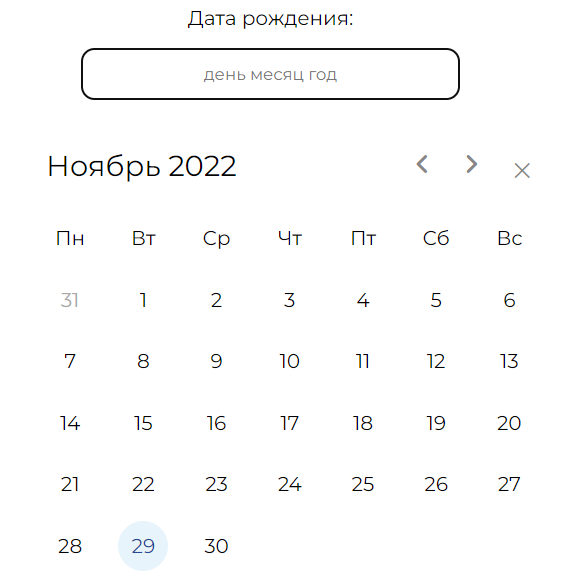 Дата рождения:
день месяц год
Ноябрь 2022
Пн Вт Ср Чт Пт Сб Вс
31 1 2 3 4 5 6
7 8 9 10 11 12 13
14 15 16 17 18 19 20
21 22 23 24 25 26 27
28 29 30